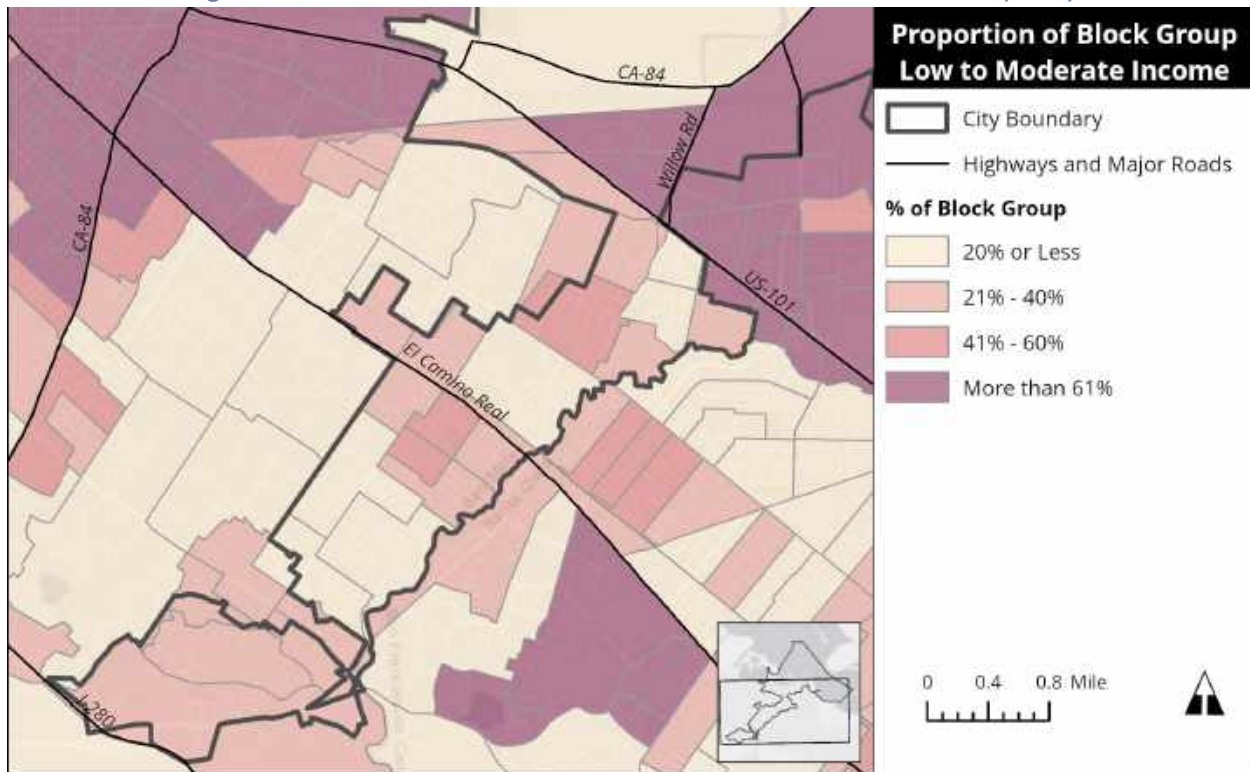 Proportion of Block Group
Low to Moderate Income
City Boundary
Highways and Major Roads
% of Block Group
20% or Less
21% - 40%
41% - 60%
More than 61%
0 0.4 0.8 Mile
CA-84
Willow Rd
CA-84
US-101
El Camino Real
I-280